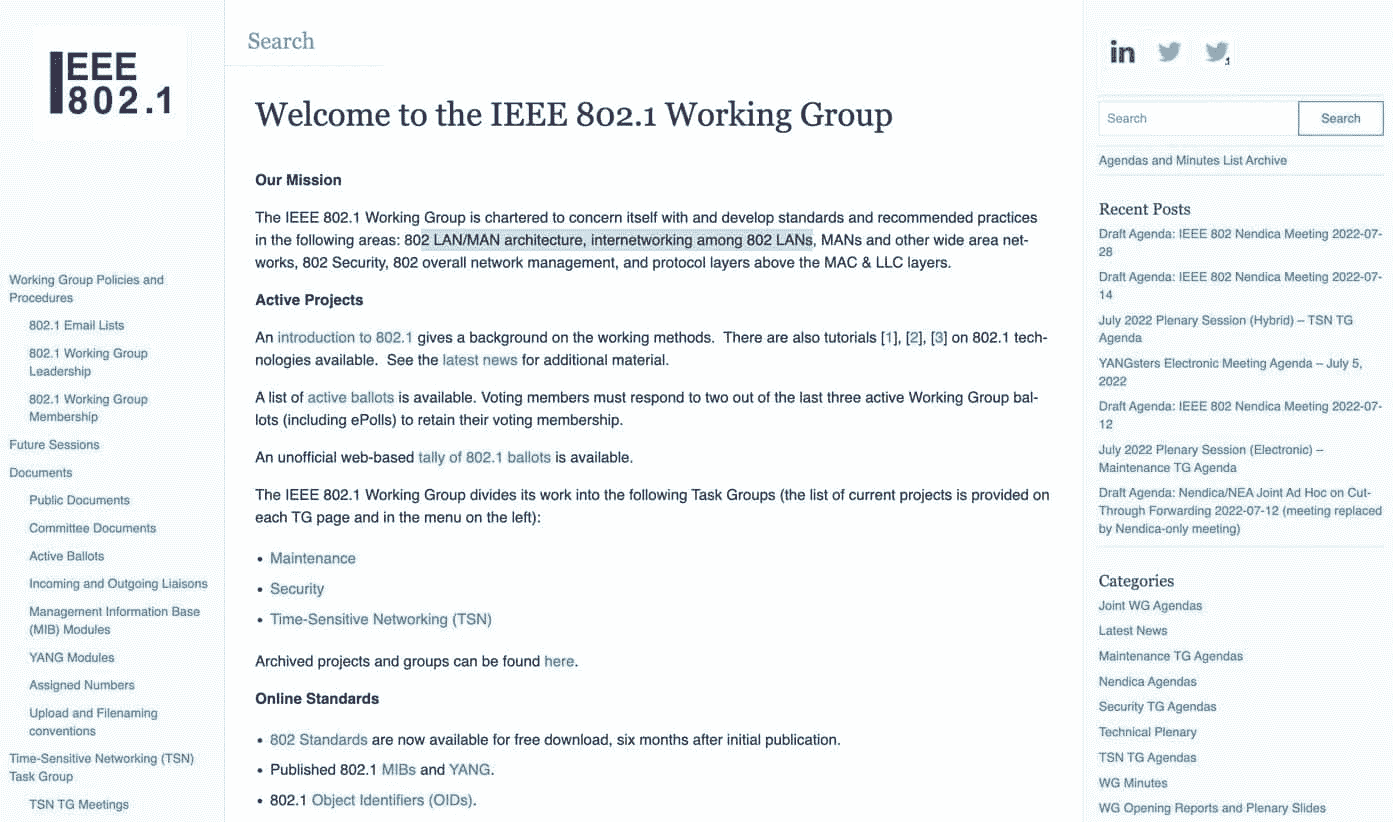 IEEE
802.1
Working Group Policies and
Procedures
802.1 Email Lists
802.1 Working Group
Leadership
802.1 Working Group
Membership
Future Sessions
Documents
Public Documents
Committee Documents
Active Ballots
Incoming and Outgoing Liaisons
Management Information Base
(MIB) Modules
YANG Modules
Assigned Numbers
Upload and Filenaming
conventions
Time-Sensitive Networking (TSN)
Task Group
TSN TG Meetings
Search
Welcome to the IEEE 802.1 Working Group
Our Mission
The IEEE 802.1 Working Group is chartered to concern itself with and develop standards and recommended practices
in the following areas: 802 LAN/MAN architecture, internetworking among 802 LANs, MANs and other wide area net-
works, 802 Security, 802 overall network management, and protocol layers above the MAC & LLC layers.
Active Projects
An introduction to 802.1 gives a background on the working methods.  There are also tutorials [1], [2], [3] on 802.1 tech-
nologies available.  See the latest news for additional material.
A list of active ballots is available. Voting members must respond to two out of the last three active Working Group bal-
lots (including ePolls) to retain their voting membership.
An unofficial web-based tally of 802.1 ballots is available.
The IEEE 802.1 Working Group divides its work into the following Task Groups (the list of current projects is provided on
each TG page and in the menu on the left):
• Maintenance
• Security
• Time-Sensitive Networking (TSN)
Archived projects and groups can be found here.
Online Standards
• 802 Standards are now available for free download, six months after initial publication.
• Published 802.1 MIBs and YANG.
• 802.1 Object Identifiers (OIDs).
in
.1
Search Search
Agendas and Minutes List Archive
Recent Posts
Draft Agenda: IEEE 802 Nendica Meeting 2022-07-
28
Draft Agenda: IEEE 802 Nendica Meeting 2022-07-
14
July 2022 Plenary Session (Hybrid) – TSN TG
Agenda
YANGsters Electronic Meeting Agenda – July 5,
2022
Draft Agenda: IEEE 802 Nendica Meeting 2022-07-
12
July 2022 Plenary Session (Electronic) –
Maintenance TG Agenda
Draft Agenda: Nendica/NEA Joint Ad Hoc on Cut-
Through Forwarding 2022-07-12 (meeting replaced
by Nendica-only meeting)
Categories
Joint WG Agendas
Latest News
Maintenance TG Agendas
Nendica Agendas
Security TG Agendas
Technical Plenary
TSN TG Agendas
WG Minutes
WG Opening Reports and Plenary Slides